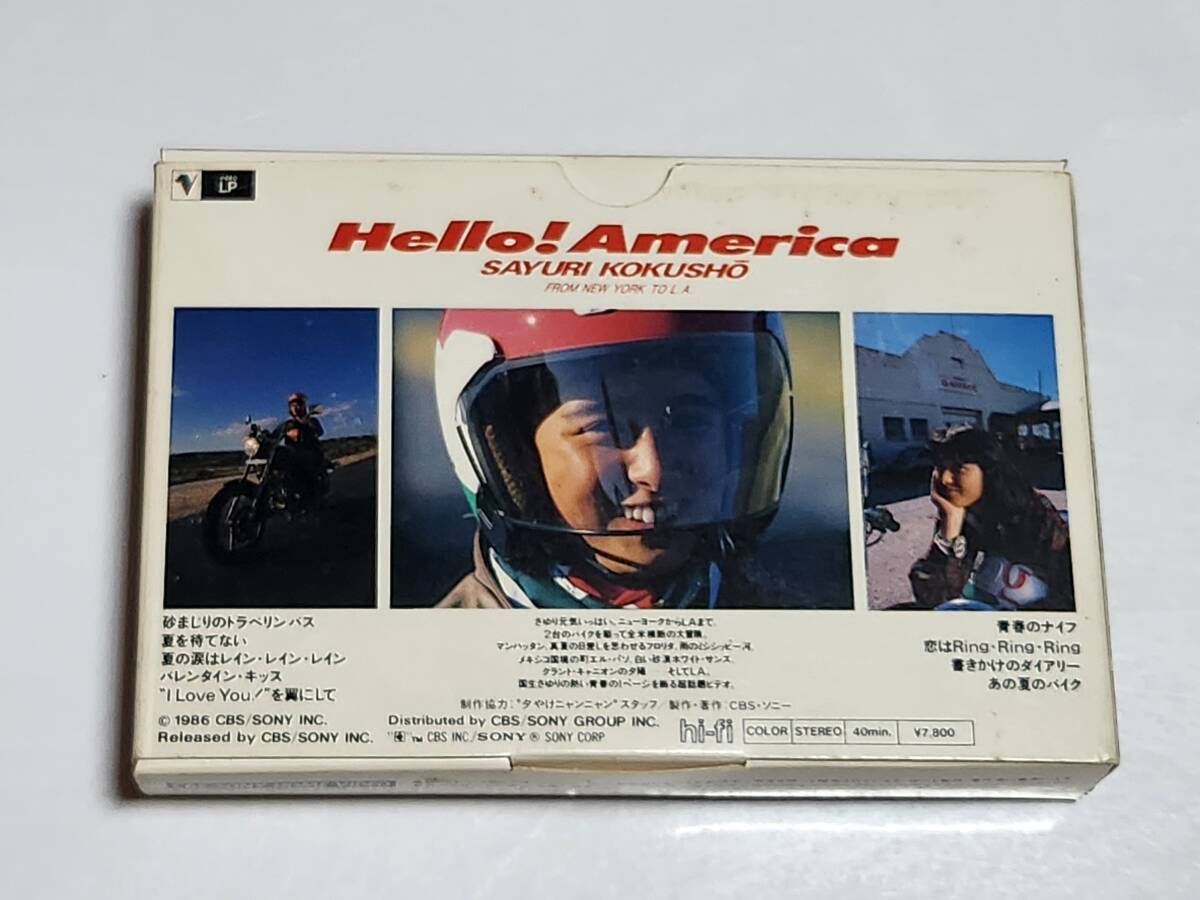 VIDEO
LP
Hello! America
SAYURI KOKUSHŌ
FROM NEW YORK TO L.A.
GARAGE
砂まじりのトラベリン バス
夏を待てない
夏の涙はレイン・レイン・レイン
バレンタイン・キッス
"I Love You!"を翼にして
さゆり元気いっぱい、ニューヨークからLAまで、
2台のバイクを駆って全米横断の大冒険。
マンハッタン、真夏の日差しを思わせるフロリダ、雨のミシシッピー河、
メキシコ国境の町エル・パソ、白い砂漠ホワイト・サンズ、
グランド・キャニオンの夕陽 そしてLA。
国生さゆりの熱い青春の1ページを飾る超話題ビデオ。
青春のナイフ
恋はRing・Ring・Ring
書きかけのダイアリー
あの夏のバイク
制作協力:"夕やけニャンニャン"スタッフ/製作・著作:CBS・ソニー
© 1986 CBS/SONY INC.
Released by CBS/SONY INC.
Distributed by CBS/SONY GROUP INC.
™ CBS INC./SONY® SONY CORP
hi-fi
COLOR STEREO 40min. ¥7,800